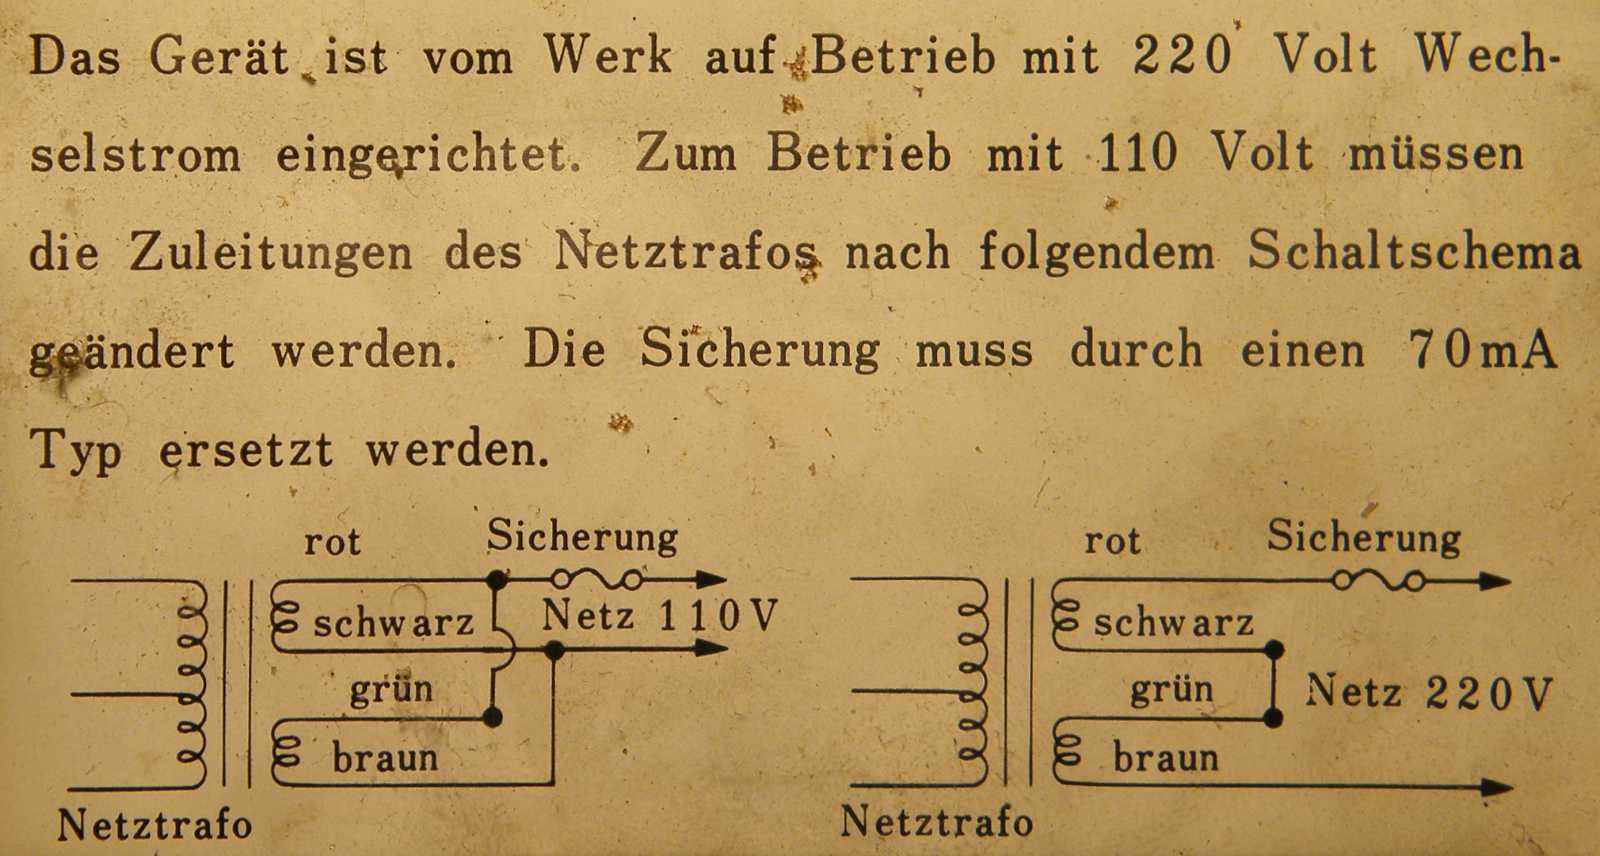 Das Gerät ist vom Werk auf Betrieb mit 220 Volt Wech-
selstrom eingerichtet. Zum Betrieb mit 110 Volt müssen
die Zuleitungen des Netztrafos nach folgendem Schaltschema
geändert werden. Die Sicherung muss durch einen 70mA
Typ ersetzt werden.
rot Sicherung
schwarz Netz 110V
grün
braun
Netztrafo
rot Sicherung
schwarz
grün Netz 220V
braun
Netztrafo